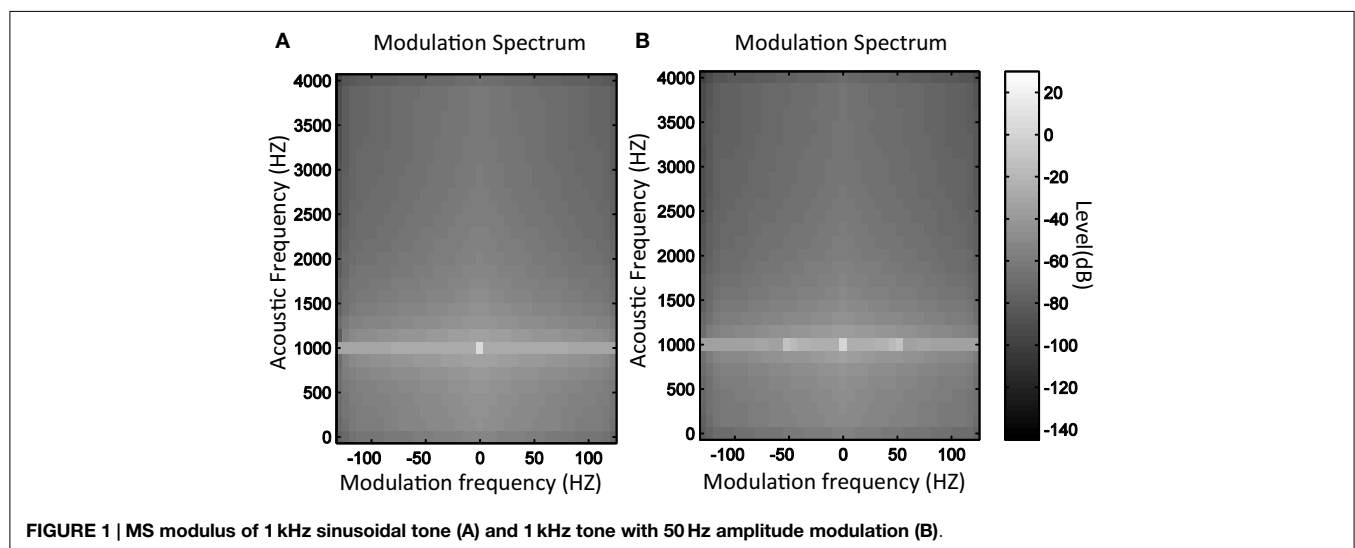 A Modulation Spectrum
B Modulation Spectrum
Acoustic Frequency (HZ)
4000
3500
3000
2500
2000
1500
1000
500
0
-100 -50 0 50 100
Modulation frequency (HZ)
Acoustic Frequency (HZ)
4000
3500
3000
2500
2000
1500
1000
500
0
-100 -50 0 50 100
Modulation frequency (HZ)
20
0
-20
-40
-60
-80
-100
-120
-140
Level(dB)
FIGURE 1 | MS modulus of 1 kHz sinusoidal tone (A) and 1 kHz tone with 50 Hz amplitude modulation (B).